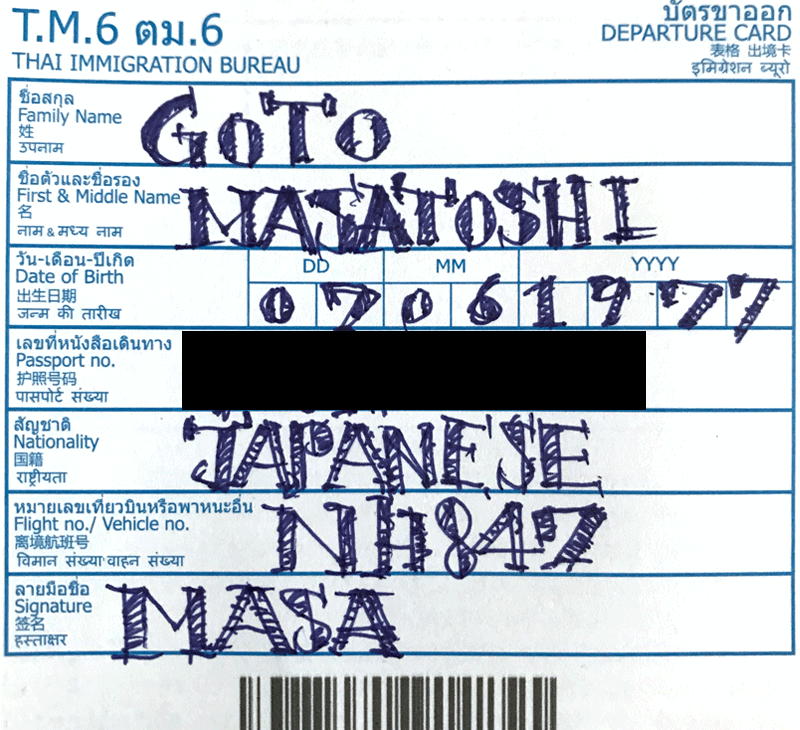 T.M.6 ตม.6
THAI IMMIGRATION BUREAU
บัตรขาออก
DEPARTURE CARD
表格 出境卡
इमिग्रेशन ब्यूरो
ชื่อสกุล
Family Name
姓
उपनाम
GOTO
ชื่อตัวและชื่อรอง
First & Middle Name
名
नाम & मध्य नाम
MASATOSHI
วัน-เดือน-ปีเกิด
Date of Birth
出生日期
जन्म की तारीख
DD MM YYYY
0 7 0 6 1 9 7 7
เลขที่หนังสือเดินทาง
Passport no.
护照号码
पासपोर्ट संख्या
สัญชาติ
Nationality
国籍
राष्ट्रीयता
JAPANESE
หมายเลขเที่ยวบินหรือพาหนะอื่น
Flight no./ Vehicle no.
离境航班号
विमान संख्या वाहन संख्या
NH847
ลายมือชื่อ
Signature
签名
हस्ताक्षर
MASA